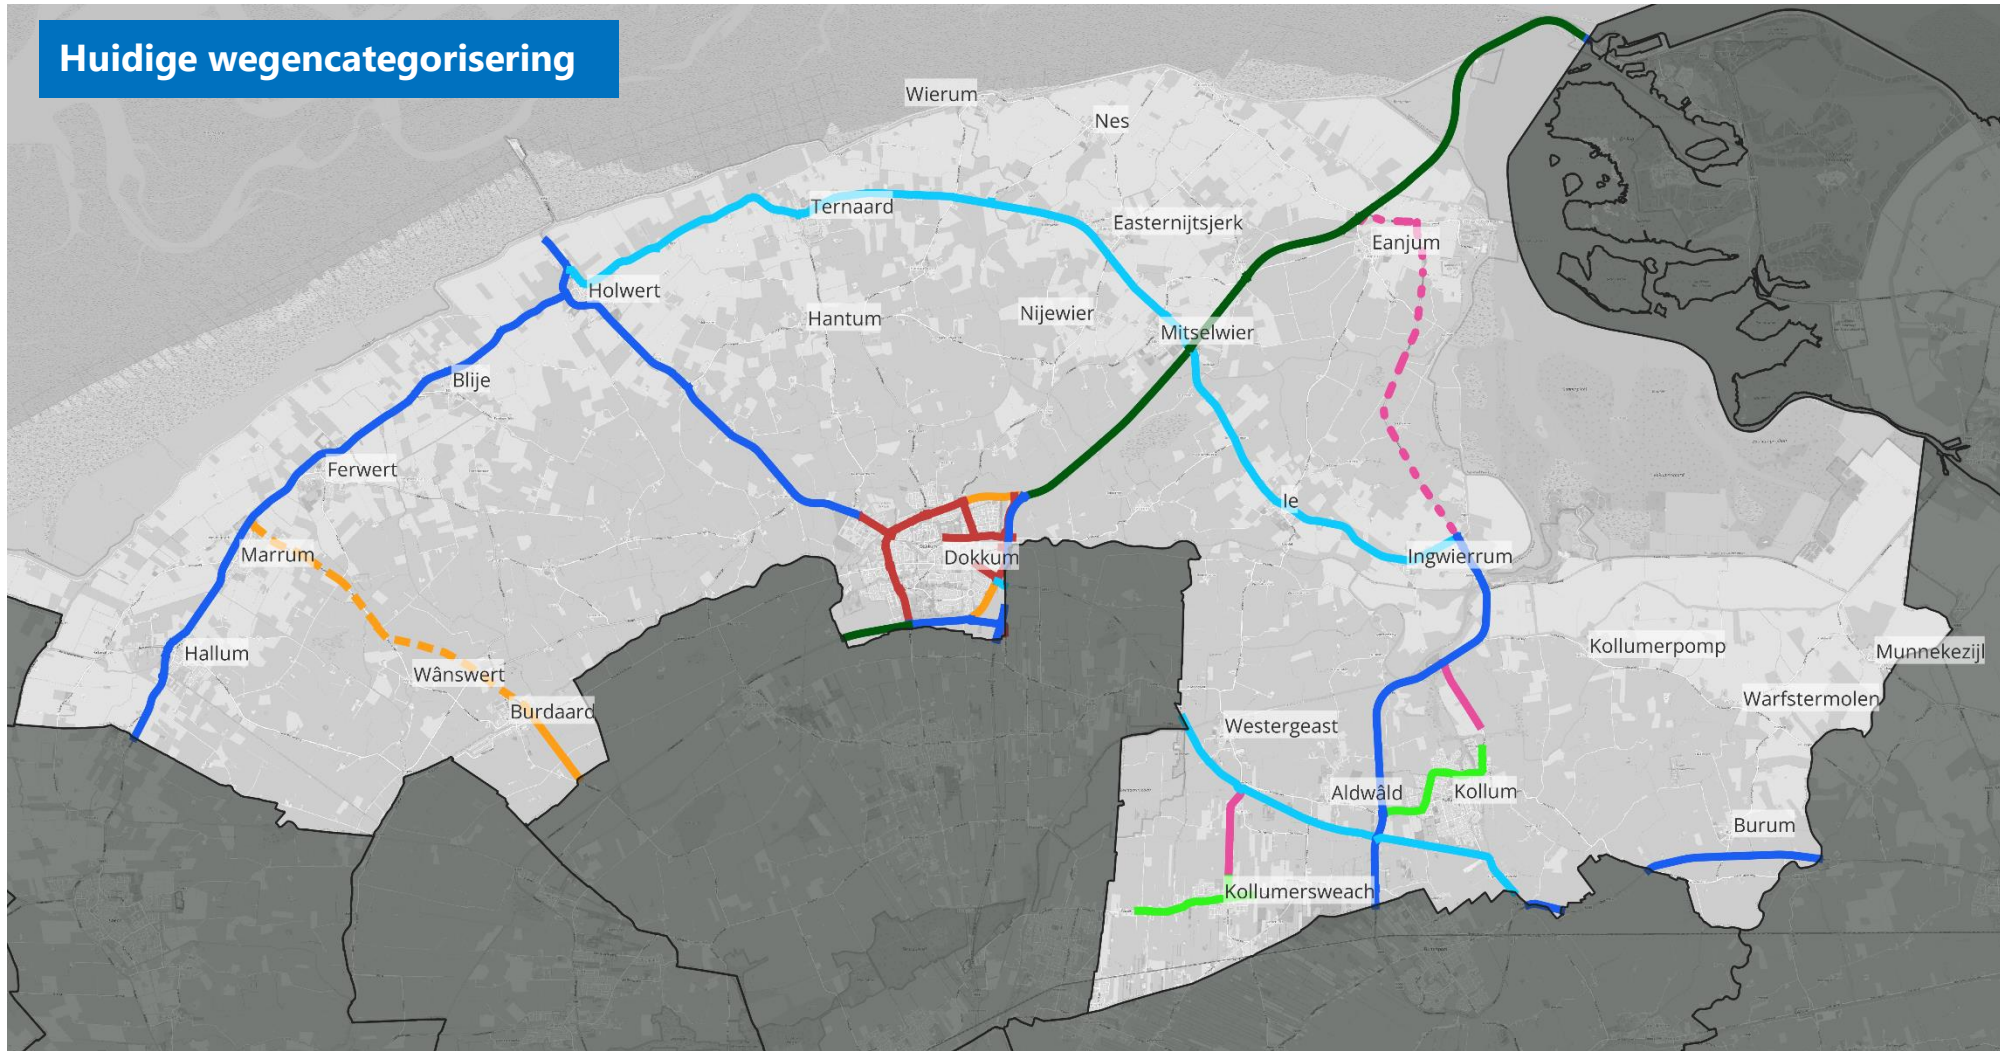 Huidige wegencategorisering
Wierum
Nes
Ternaard
Easternijtsjerk
Eanjum
Holwert
Hantum
Nijewier
Mitselwier
Blije
Ferwert
Ie
Marrum
Dokkum
Ingwierrum
Hallum
Wânswert
Kollumerpomp
Munnekezijl
Burdaard
Westergeast
Warfstermolen
Aldwâld
Kollum
Burum
Kollumersweach